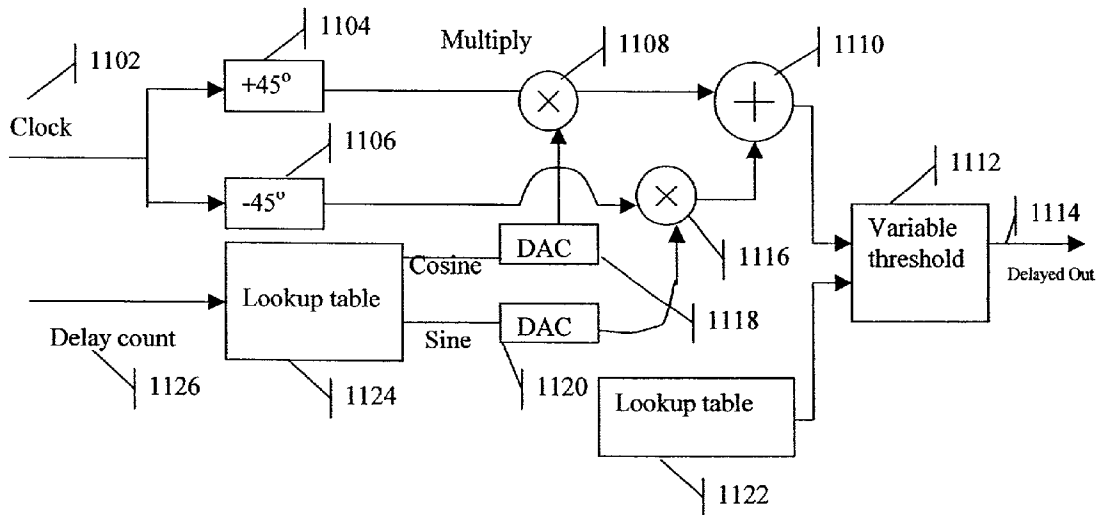 1104
Multiply
1108
1110
1102
+45°
Clock
1106
1112
-45°
1114
Variable
threshold
DAC
1116
Cosine
Delayed Out
Lookup table
DAC
1118
Delay count
Sine
1126
1124
1120
Lookup table
1122